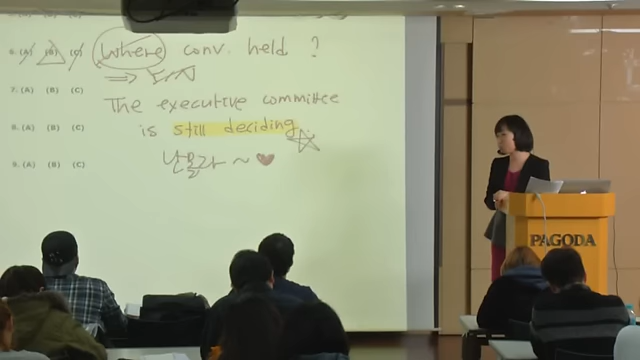 6. (A) (B) (C) Where conv. held ?
7. (A) (B) (C)
The executive committee
8. (A) (B) (C) is still deciding
9. (A) (B) (C) 난몰라 ~
PAGODA